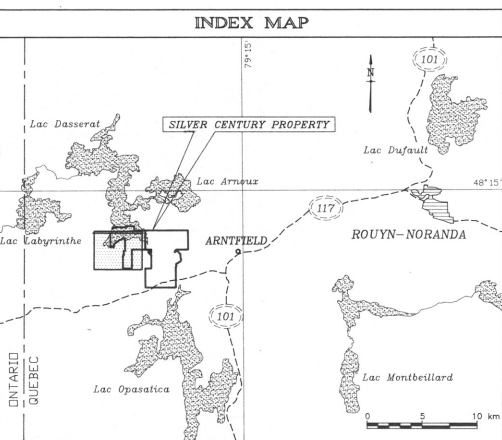 INDEX MAP
79°15'
101
N
Lac Dasserat
SILVER CENTURY PROPERTY
Lac Dufault
Lac Arnoux
48°15'
117
Lac Labyrinthe
ARNTFIELD
ROUYN-NORANDA
101
ONTARIO
QUEBEC
Lac Opasatica
Lac Montbeillard
0 5 10 km